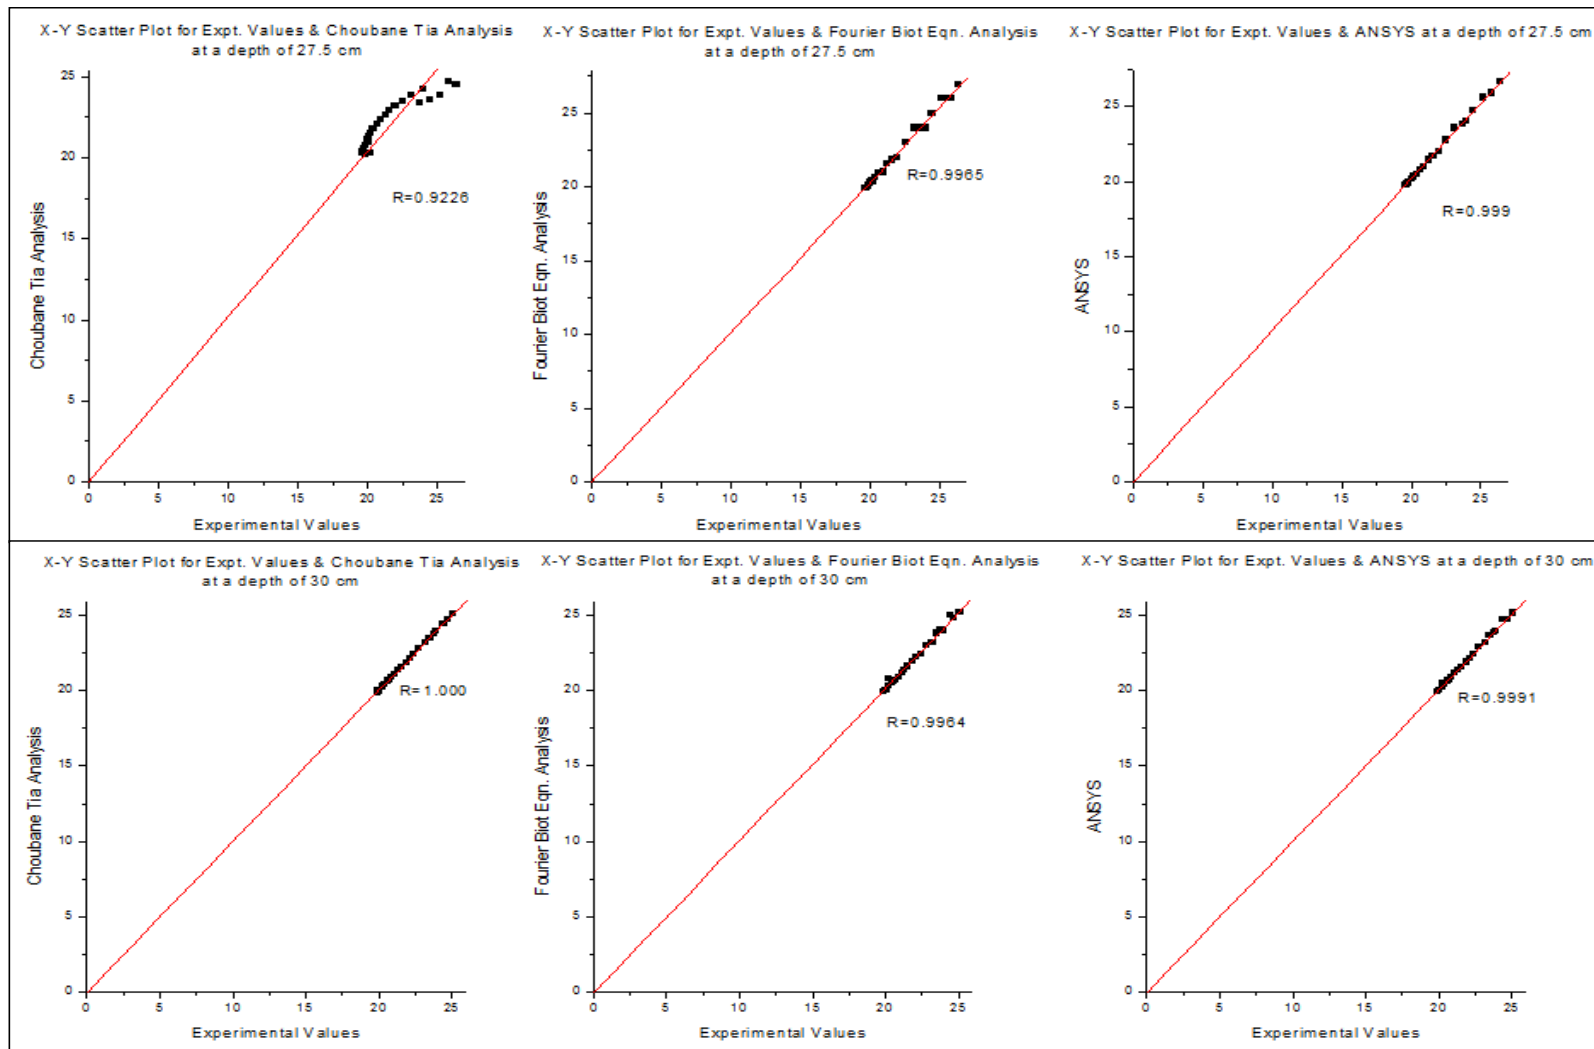 X-Y Scatter Plot for Expt. Values & Choubane Tia Analysis
at a depth of 27.5 cm
25
20
15
10
5
0
Choubane Tia Analysis
R=0.9226
0 5 10 15 20 25
Experimental Values
X-Y Scatter Plot for Expt. Values & Fourier Biot Eqn. Analysis
at a depth of 27.5 cm
25
20
15
10
5
0
Fourier Biot Eqn. Analysis
R=0.9965
0 5 10 15 20 25
Experimental Values
X-Y Scatter Plot for Expt. Values & ANSYS at a depth of 27.5 cm
25
20
15
10
5
0
ANSYS
R=0.999
0 5 10 15 20 25
Experimental Values
X-Y Scatter Plot for Expt. Values & Choubane Tia Analysis
at a depth of 30 cm
25
20
15
10
5
0
Choubane Tia Analysis
R=1.000
0 5 10 15 20 25
Experimental Values
X-Y Scatter Plot for Expt. Values & Fourier Biot Eqn. Analysis
at a depth of 30 cm
25
20
15
10
5
0
Fourier Biot Eqn. Analysis
R=0.9964
0 5 10 15 20 25
Experimental Values
X-Y Scatter Plot for Expt. Values & ANSYS at a depth of 30 cm
25
20
15
10
5
0
ANSYS
R=0.9991
0 5 10 15 20 25
Experimental Values